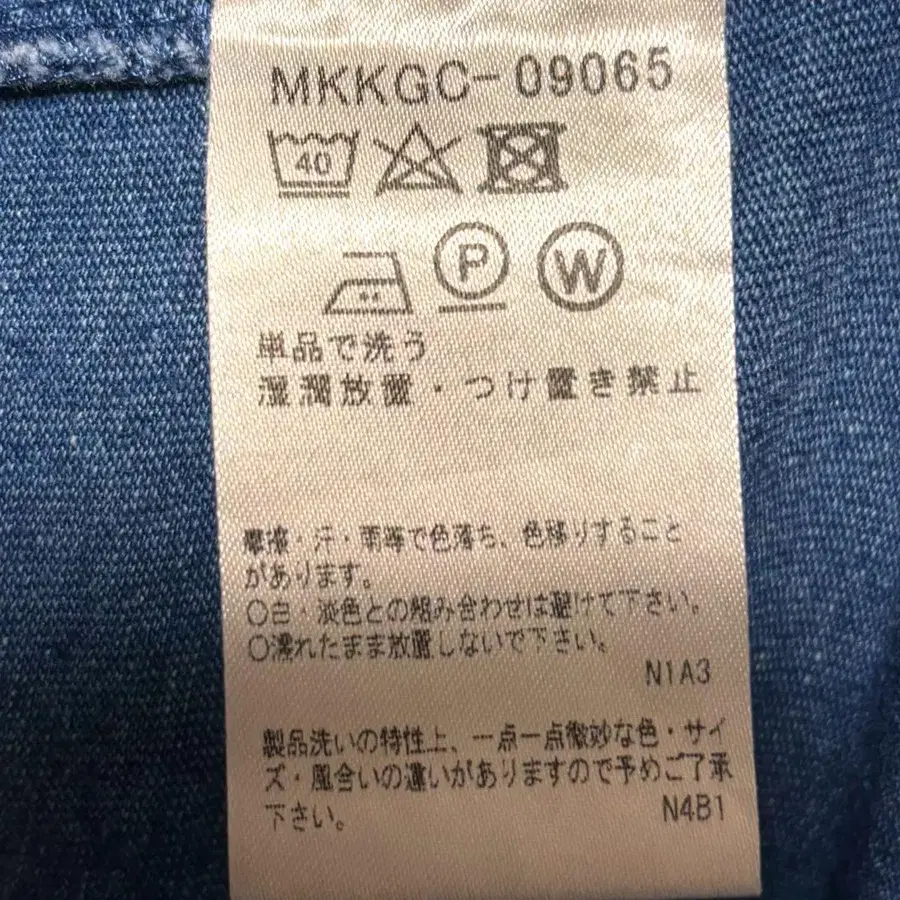 MKKGC-09065
40
P W
単品で洗う
湿潤放置・つけ置き禁止
摩擦・汗・雨等で色落ち、色移りすること
があります。
〇白・淡色との組み合わせは避けて下さい。
〇濡れたまま放置しないで下さい。
N1A3
製品洗いの特性上、一点一点微妙な色・サイ
ズ・風合いの違いがありますので予めご了承
下さい。
N4B1